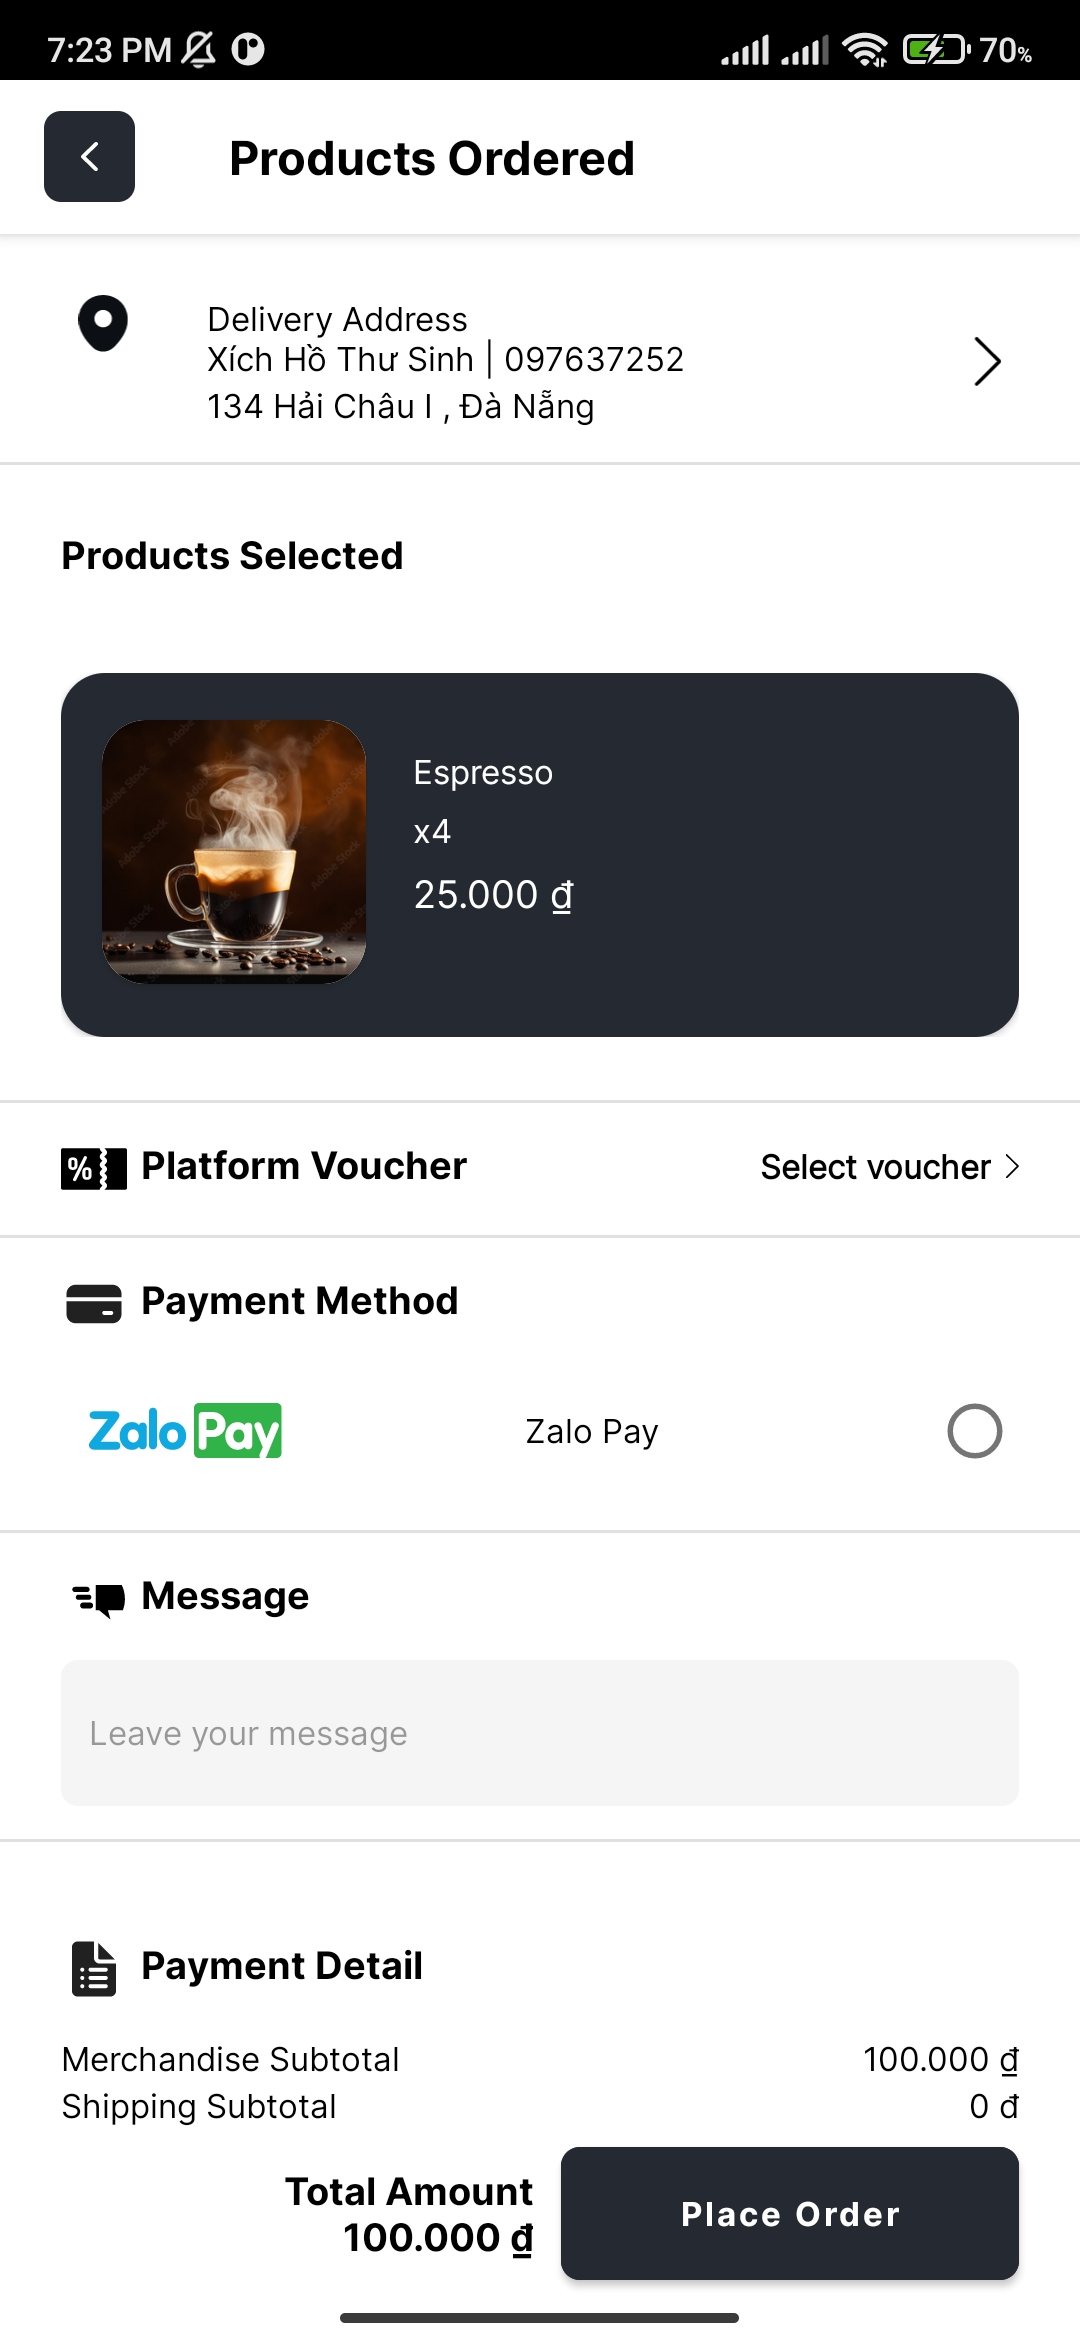 7:23 PM
70%
Products Ordered
Delivery Address
Xích Hồ Thư Sinh | 097637252
134 Hải Châu I , Đà Nẵng
Products Selected
Espresso
x4
25.000 ₫
Adobe Stock
% Platform Voucher
Select voucher
Payment Method
Zalo Pay
Zalo Pay
Message
Leave your message
Payment Detail
Merchandise Subtotal
100.000 ₫
Shipping Subtotal
0 đ
Total Amount
100.000 ₫
Place Order